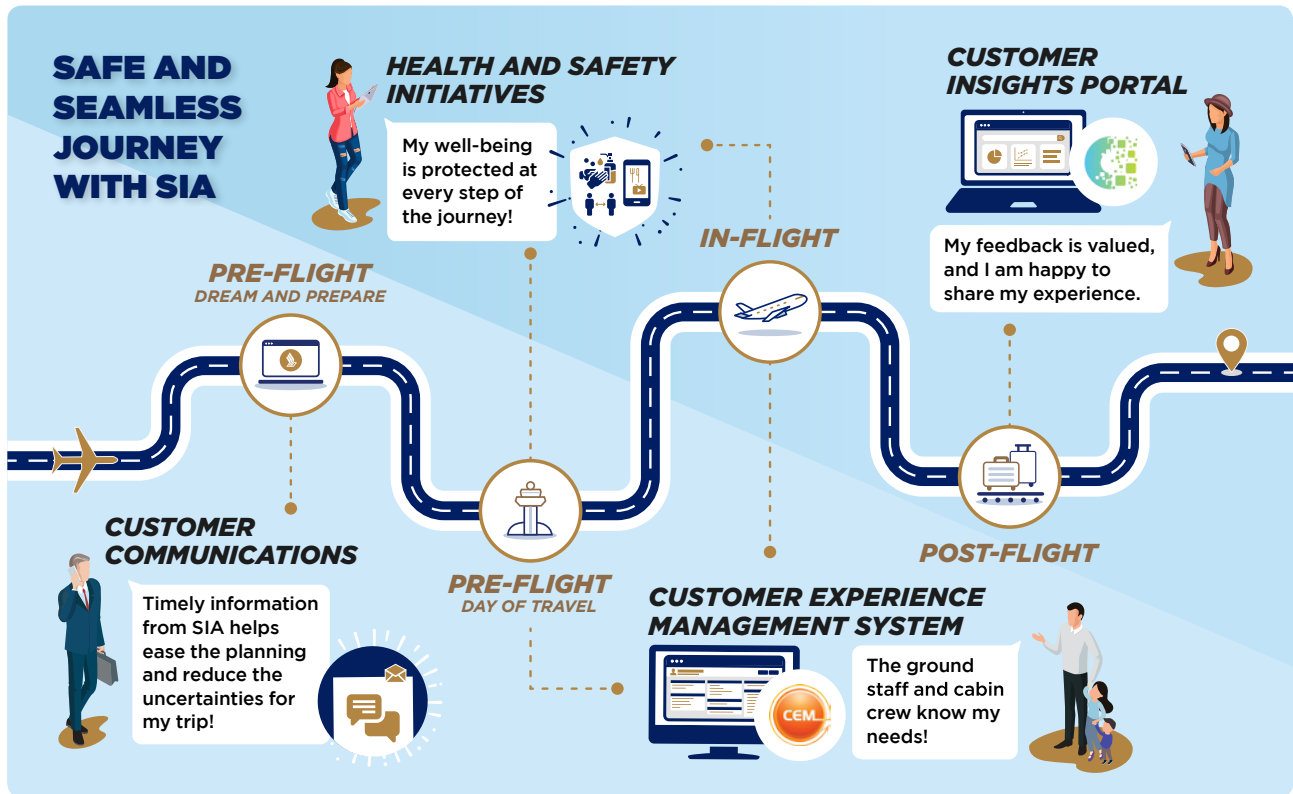 SAFE AND
SEAMLESS
JOURNEY
WITH SIA
HEALTH AND SAFETY
INITIATIVES
My well-being
is protected at
every step of
the journey!
CUSTOMER
INSIGHTS PORTAL
My feedback is valued,
and I am happy to
share my experience.
IN-FLIGHT
PRE-FLIGHT
DREAM AND PREPARE
CUSTOMER
COMMUNICATIONS
Timely information
from SIA helps
ease the planning
and reduce the
uncertainties for
my trip!
PRE-FLIGHT
DAY OF TRAVEL
POST-FLIGHT
CUSTOMER EXPERIENCE
MANAGEMENT SYSTEM
CEM
The ground
staff and cabin
crew know my
needs!